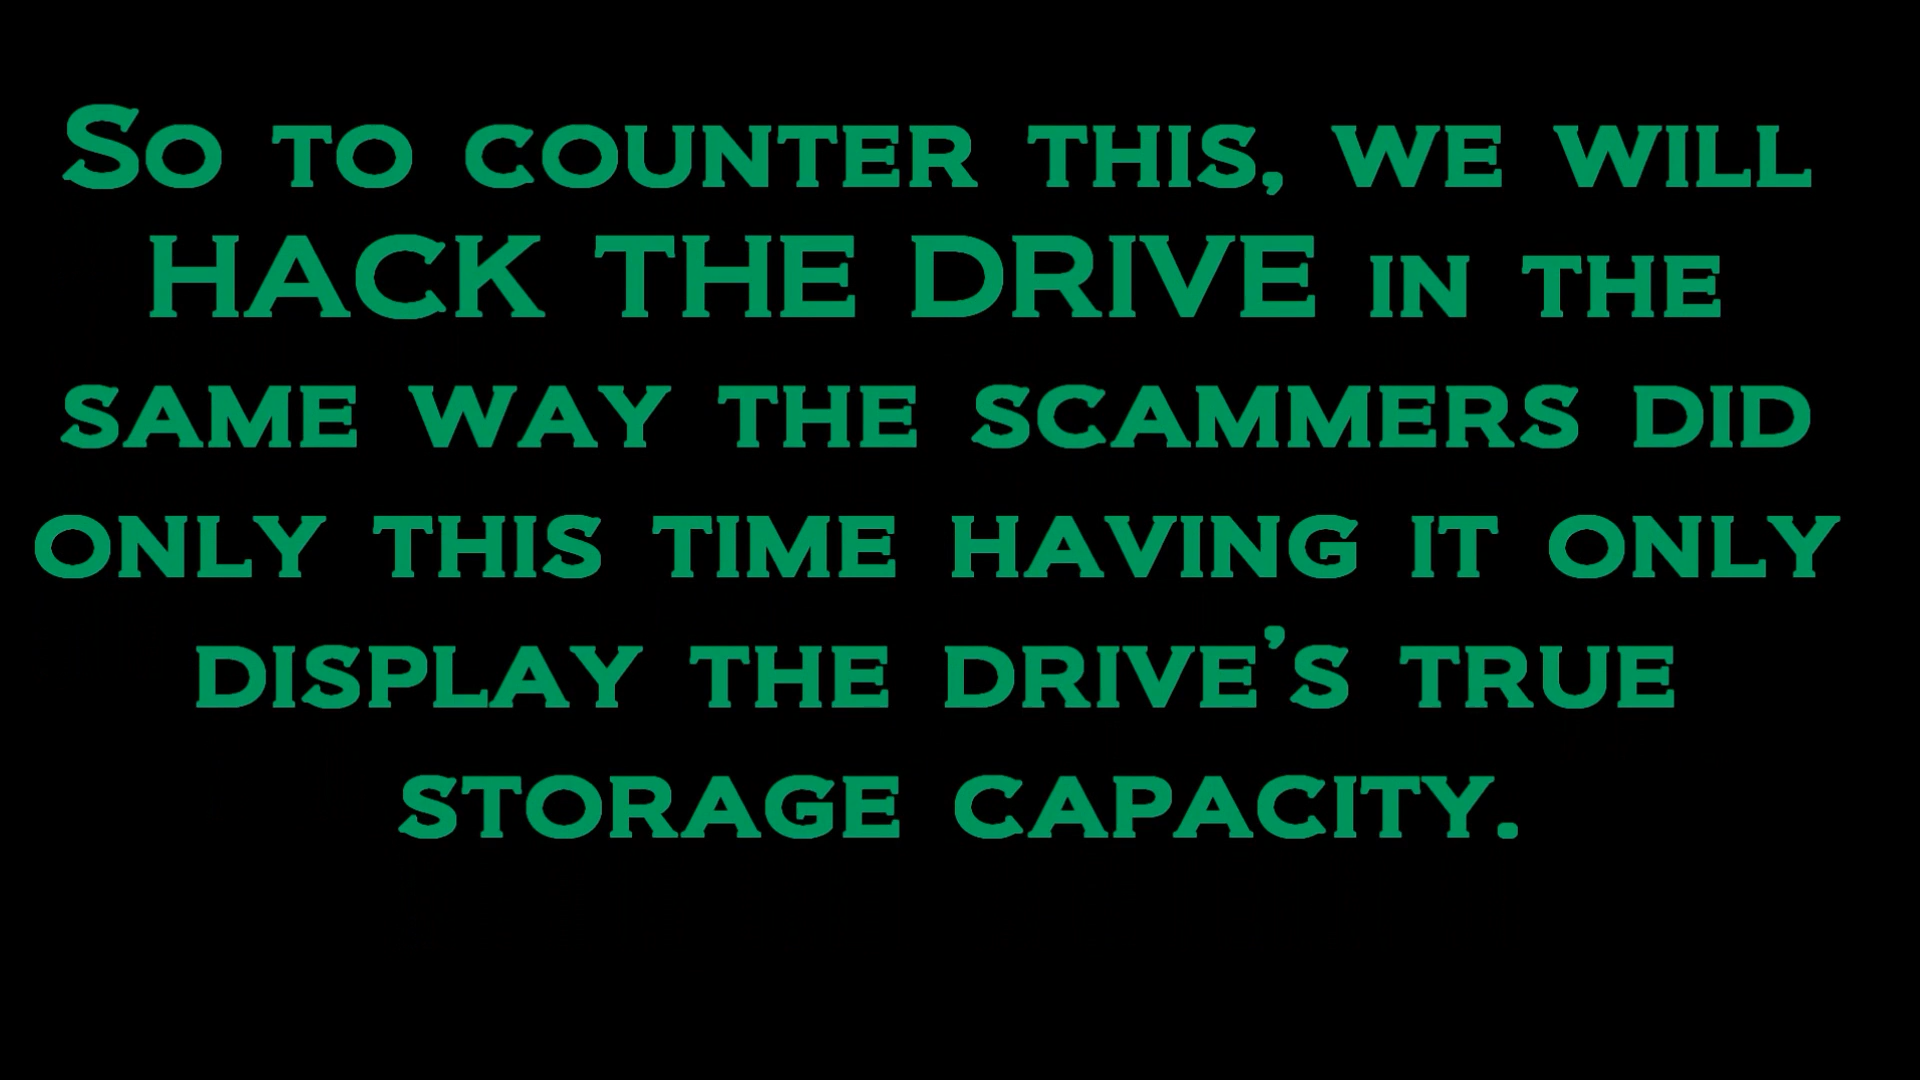 So to counter this, we will
HACK THE DRIVE in the
same way the scammers did
only this time having it only
display the drive's true
storage capacity.